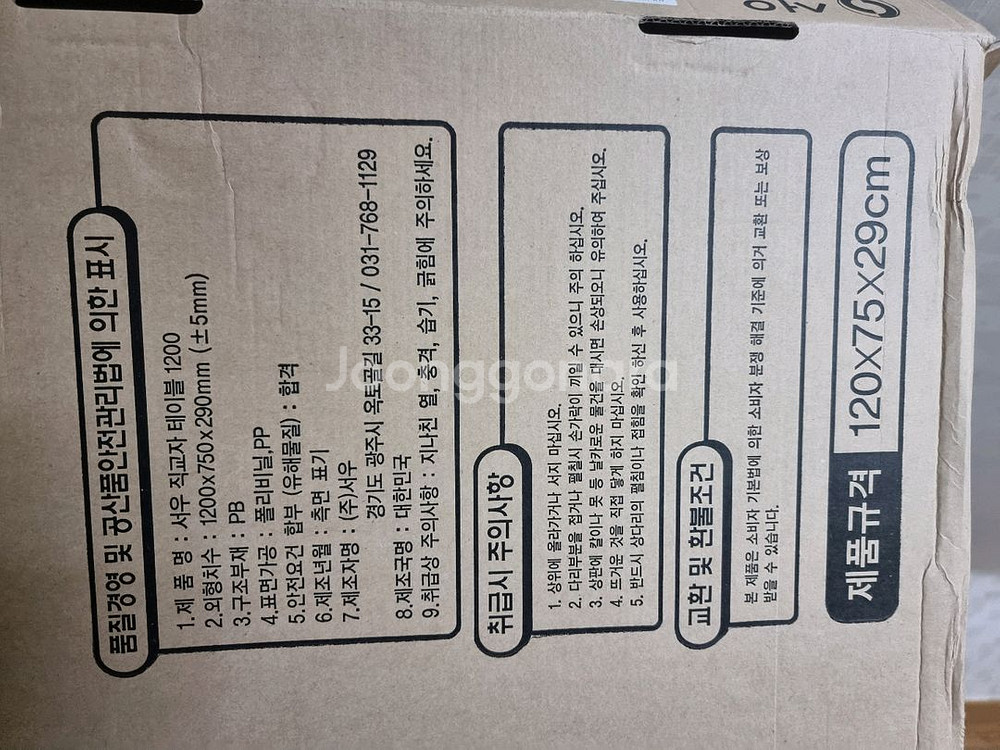 품질경영 및 공산품안전관리법에 의한 표시
1.제 품 명 : 서우 직교자 테이블 1200
2.외형치수 : 1200x750x290mm (±5mm)
3.구조부재 : PB
4.표면가공 : 폴리비닐,PP
5.안전요건 합부 (유해물질) : 합격
6.제조년월 : 측면 표기
7.제조자명 : (주)서우
경기도 광주시 옥토골길 33-15 / 031-768-1129
8.제조국명 : 대한민국
9.취급상 주의사항 : 지나친 열, 충격, 습기, 긁힘에 주의하세요.
취급시 주의사항
1. 상위에 올라가거나 서지 마십시오.
2. 다리부분을 접거나 펼칠시 손가락이 끼일 수 있으니 주의 하십시오.
3. 상판에 칼이나 못 등 날카로운 물건을 대시면 손상되오니 유의하여 주십시오.
4. 뜨거운 것을 직접 닿게 하지 마십시오.
5. 반드시 상다리의 펼침이나 접힘을 확인 하신 후 사용하십시오.
교환 및 환불조건
본 제품은 소비자 기본법에 의한 소비자 분쟁 해결 기준에 의거 교환 또는 보상
받을 수 있습니다.
제품규격 120x75x29cm
Joonggonara